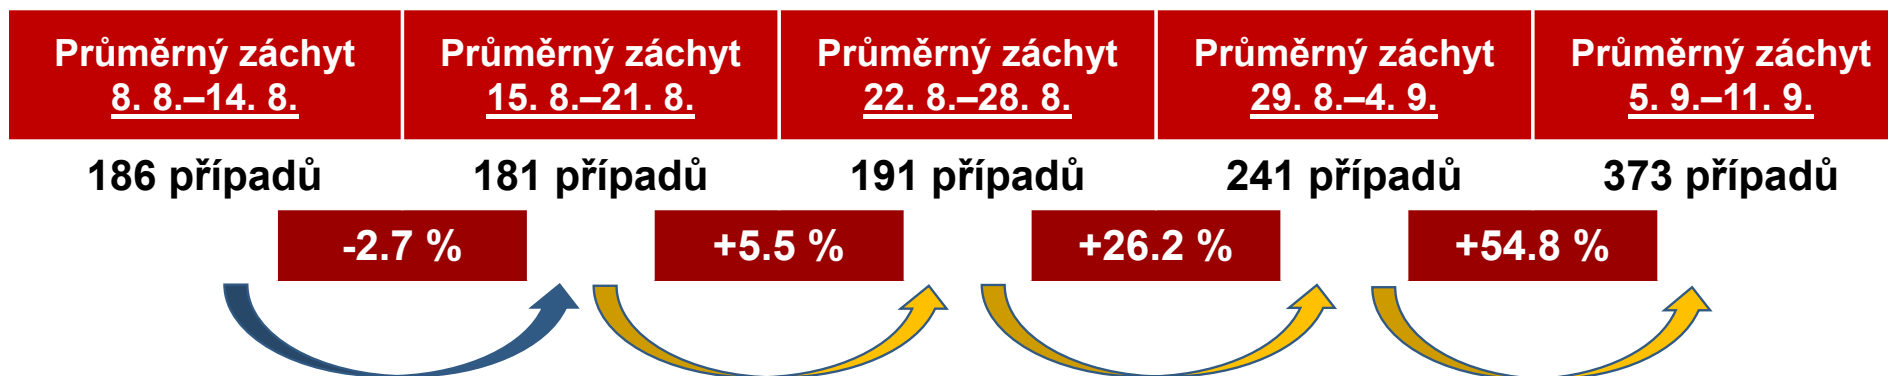 Průměrný záchyt
8. 8.–14. 8.
Průměrný záchyt
15. 8.–21. 8.
Průměrný záchyt
22. 8.–28. 8.
Průměrný záchyt
29. 8.–4. 9.
Průměrný záchyt
5. 9.–11. 9.
186 případů
181 případů
191 případů
241 případů
373 případů
-2.7 %
+5.5 %
+26.2 %
+54.8 %